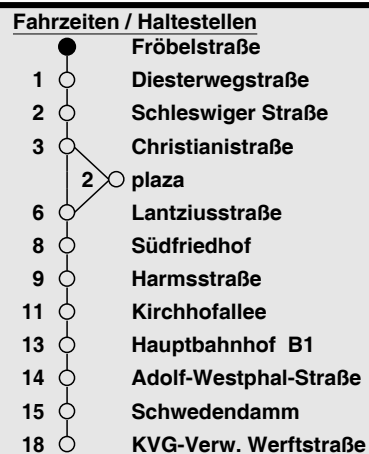 Fahrzeiten / Haltestellen
Fröbelstraße
1 Diesterwegstraße
2 Schleswiger Straße
3 Christianistraße
2 plaza
6 Lantziusstraße
8 Südfriedhof
9 Harmsstraße
11 Kirchhofallee
13 Hauptbahnhof B1
14 Adolf-Westphal-Straße
15 Schwedendamm
18 KVG-Verw. Werftstraße